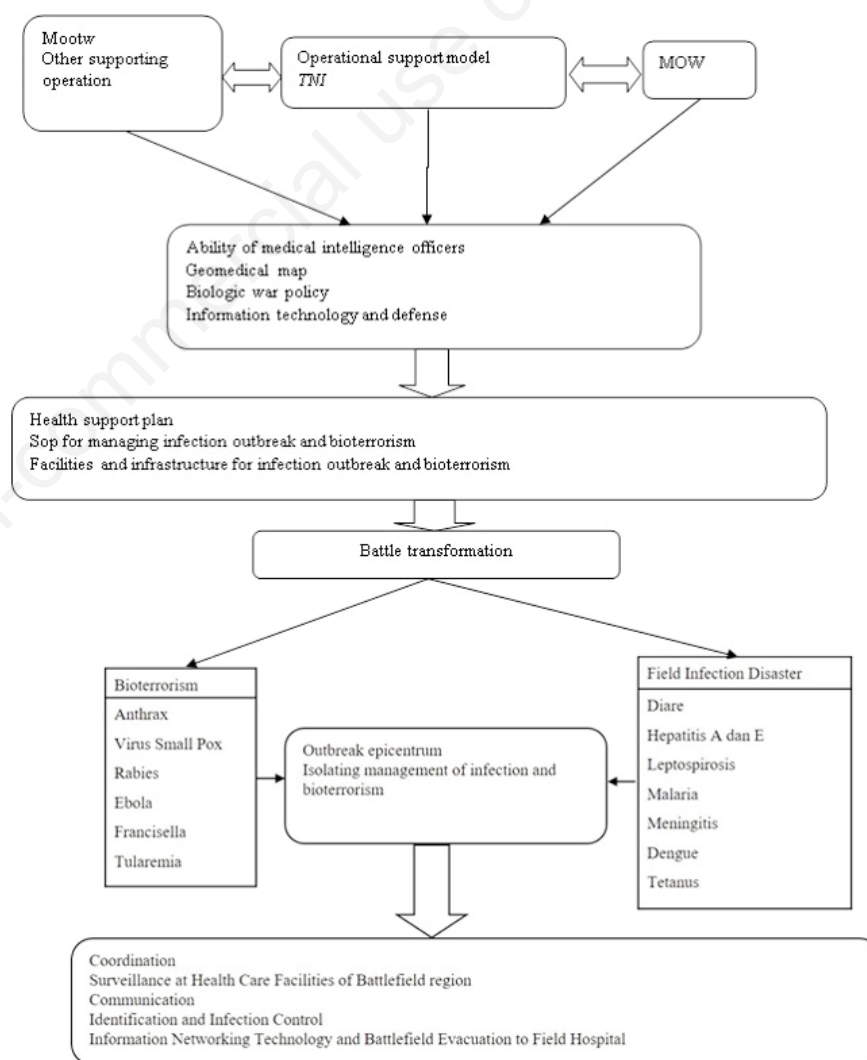 Mootw
Other supporting
operation
Operational support model
TNI
MOW
Ability of medical intelligence officers
Geomedical map
Biologic war policy
Information technology and defense
Health support plan
Sop for managing infection outbreak and bioterrorism
Facilities and infrastructure for infection outbreak and bioterrorism
Battle transformation
Bioterrorism
Anthrax
Virus Small Pox
Rabies
Ebola
Francisella
Tularemia
Outbreak epicentrum
Isolating management of infection and
bioterrorism
Field Infection Disaster
Diare
Hepatitis A dan E
Leptospirosis
Malaria
Meningitis
Dengue
Tetanus
Coordination
Surveillance at Health Care Facilities of Battlefield region
Communication
Identification and Infection Control
Information Networking Technology and Battlefield Evacuation to Field Hospital
-commercial use